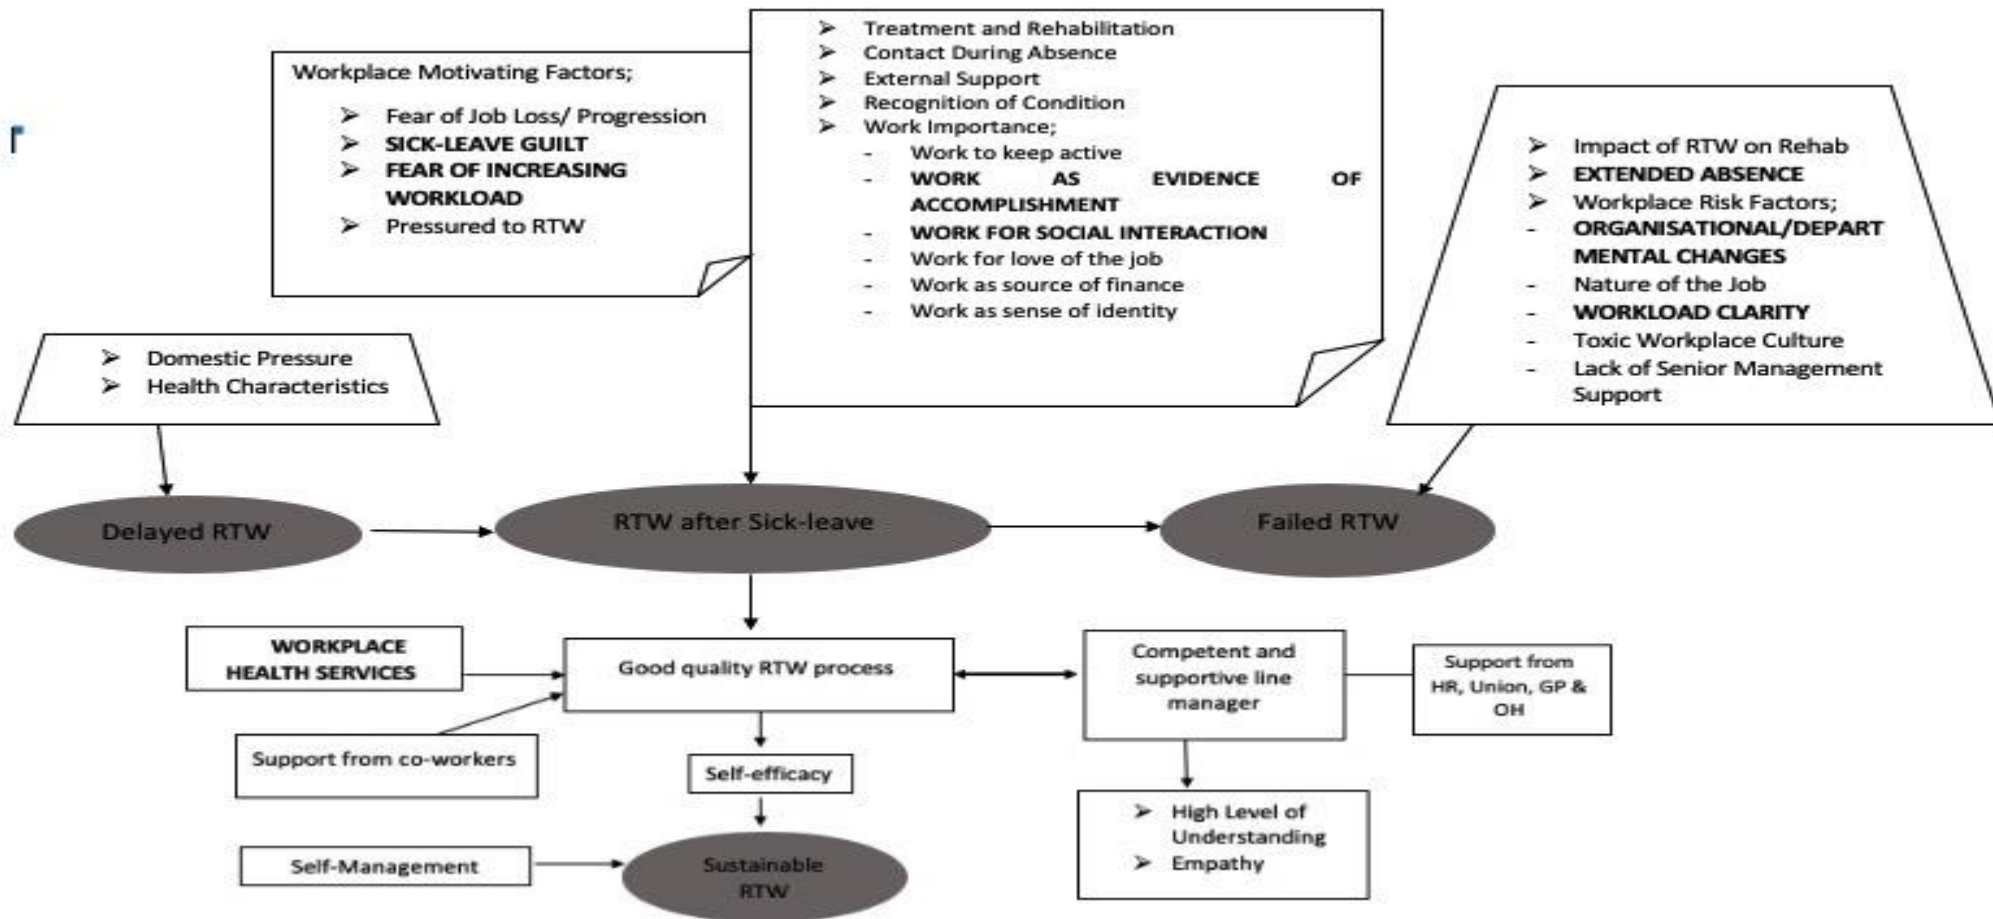 Workplace Motivating Factors;
➢ Fear of Job Loss/ Progression
➢ SICK-LEAVE GUILT
➢ FEAR OF INCREASING
WORKLOAD
➢ Pressured to RTW
➢ Treatment and Rehabilitation
➢ Contact During Absence
➢ External Support
➢ Recognition of Condition
➢ Work Importance;
- Work to keep active
- WORK AS EVIDENCE OF
ACCOMPLISHMENT
- WORK FOR SOCIAL INTERACTION
- Work for love of the job
- Work as source of finance
- Work as sense of identity
➢ Impact of RTW on Rehab
➢ EXTENDED ABSENCE
➢ Workplace Risk Factors;
- ORGANISATIONAL/DEPART
MENTAL CHANGES
- Nature of the Job
- WORKLOAD CLARITY
- Toxic Workplace Culture
- Lack of Senior Management
Support
➢ Domestic Pressure
➢ Health Characteristics
Delayed RTW
RTW after Sick-leave
Failed RTW
WORKPLACE
HEALTH SERVICES
Good quality RTW process
Competent and
supportive line
manager
Support from
HR, Union, GP &
OH
Support from co-workers
Self-efficacy
➢ High Level of
Understanding
➢ Empathy
Self-Management
Sustainable
RTW